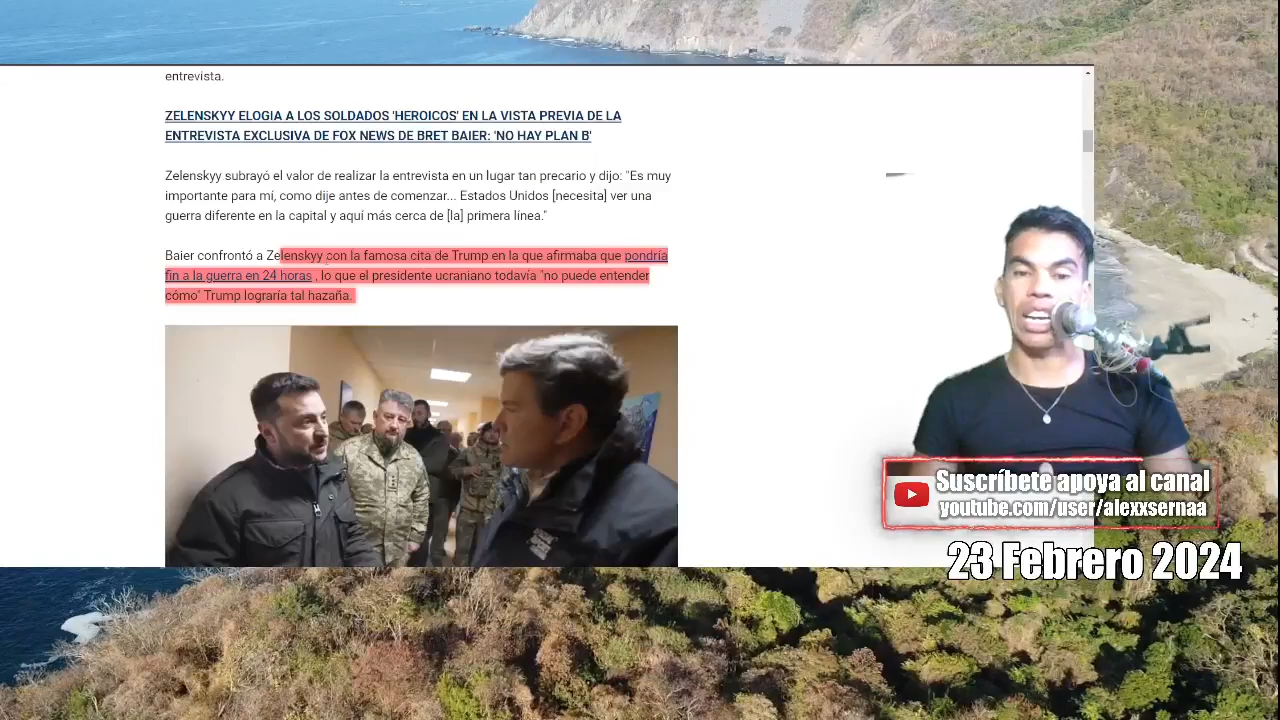 entrevista.
ZELENSKYY ELOGIA A LOS SOLDADOS 'HEROICOS' EN LA VISTA PREVIA DE LA
ENTREVISTA EXCLUSIVA DE FOX NEWS DE BRET BAIER: 'NO HAY PLAN B'
Zelenskyy subrayó el valor de realizar la entrevista en un lugar tan precario y dijo: "Es muy
importante para mí, como dije antes de comenzar... Estados Unidos [necesita] ver una
guerra diferente en la capital y aquí más cerca de [la] primera línea."
Baier confrontó a Zelenskyy con la famosa cita de Trump en la que afirmaba que pondría
fin a la guerra en 24 horas , lo que el presidente ucraniano todavía "no puede entender
cómo" Trump lograría tal hazaña.
Suscríbete apoya al canal
youtube.com/user/alexxsernaa
23 Febrero 2024